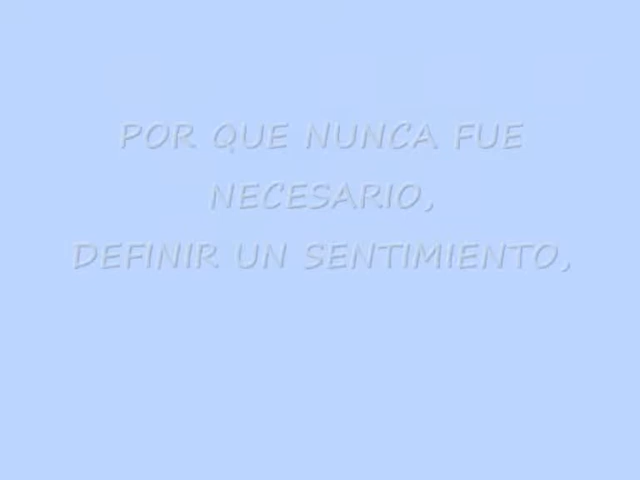 POR QUE NUNCA FUE
NECESARIO,
DEFINIR UN SENTIMIENTO,